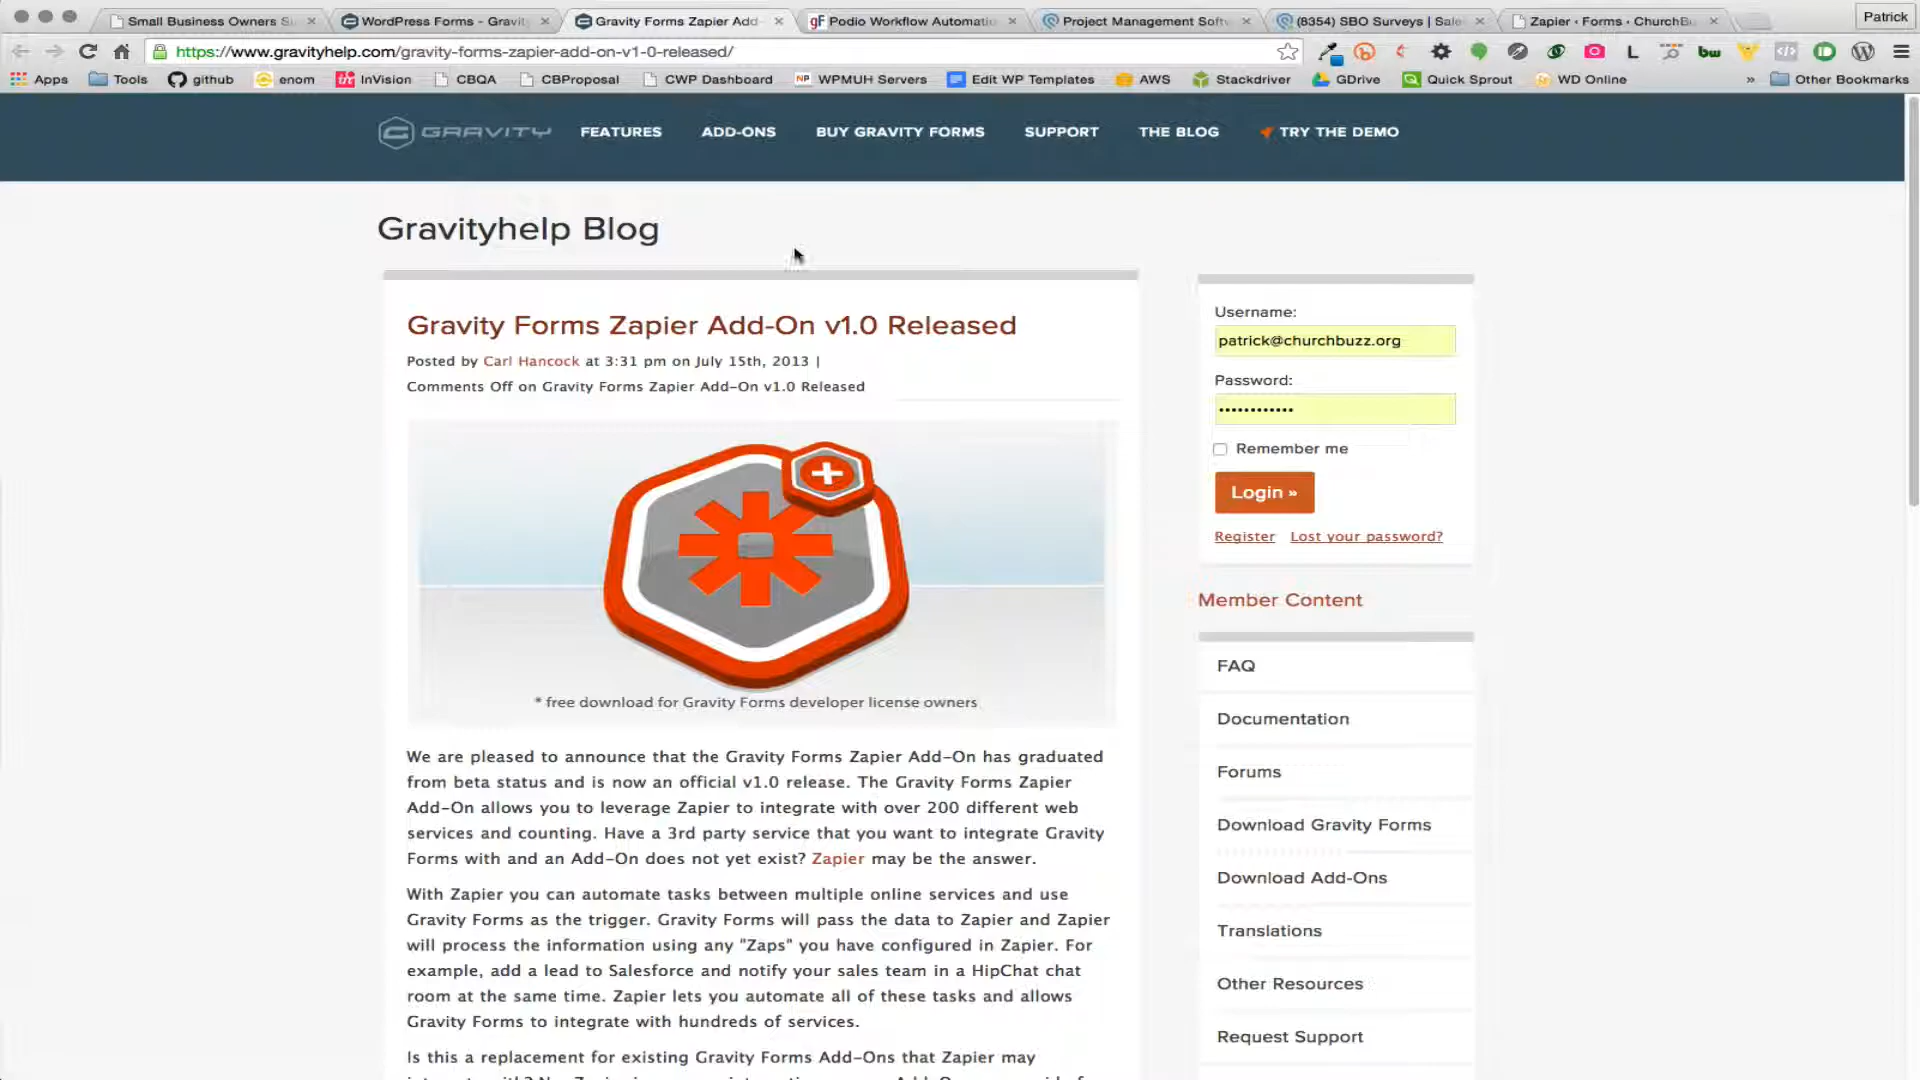 Small Business Owners Su
WordPress Forms - Gravit
Gravity Forms Zapier Add-
gF Podio Workflow Automatio
Project Management Softw
(8354) SBO Surveys | Sale
Zapier ‹ Forms · ChurchBu
Patrick
https://www.gravityhelp.com/gravity-forms-zapier-add-on-v1-0-released/
Apps
Tools
github
enom
InVision
CBQA
CBProposal
CWP Dashboard
NP WPMUH Servers
Edit WP Templates
AWS
Stackdriver
GDrive
Quick Sprout
WD Online
»
Other Bookmarks
GRAVITY
FEATURES
ADD-ONS
BUY GRAVITY FORMS
SUPPORT
THE BLOG
TRY THE DEMO
Gravityhelp Blog
Gravity Forms Zapier Add-On v1.0 Released
Posted by Carl Hancock at 3:31 pm on July 15th, 2013 |
Comments Off on Gravity Forms Zapier Add-On v1.0 Released
* free download for Gravity Forms developer license owners
We are pleased to announce that the Gravity Forms Zapier Add-On has graduated
from beta status and is now an official v1.0 release. The Gravity Forms Zapier
Add-On allows you to leverage Zapier to integrate with over 200 different web
services and counting. Have a 3rd party service that you want to integrate Gravity
Forms with and an Add-On does not yet exist? Zapier may be the answer.
With Zapier you can automate tasks between multiple online services and use
Gravity Forms as the trigger. Gravity Forms will pass the data to Zapier and Zapier
will process the information using any "Zaps" you have configured in Zapier. For
example, add a lead to Salesforce and notify your sales team in a HipChat chat
room at the same time. Zapier lets you automate all of these tasks and allows
Gravity Forms to integrate with hundreds of services.
Is this a replacement for existing Gravity Forms Add-Ons that Zapier may
Username:
patrick@churchbuzz.org
Password:
••••••••••••
Remember me
Login »
Register
Lost your password?
Member Content
FAQ
Documentation
Forums
Download Gravity Forms
Download Add-Ons
Translations
Other Resources
Request Support